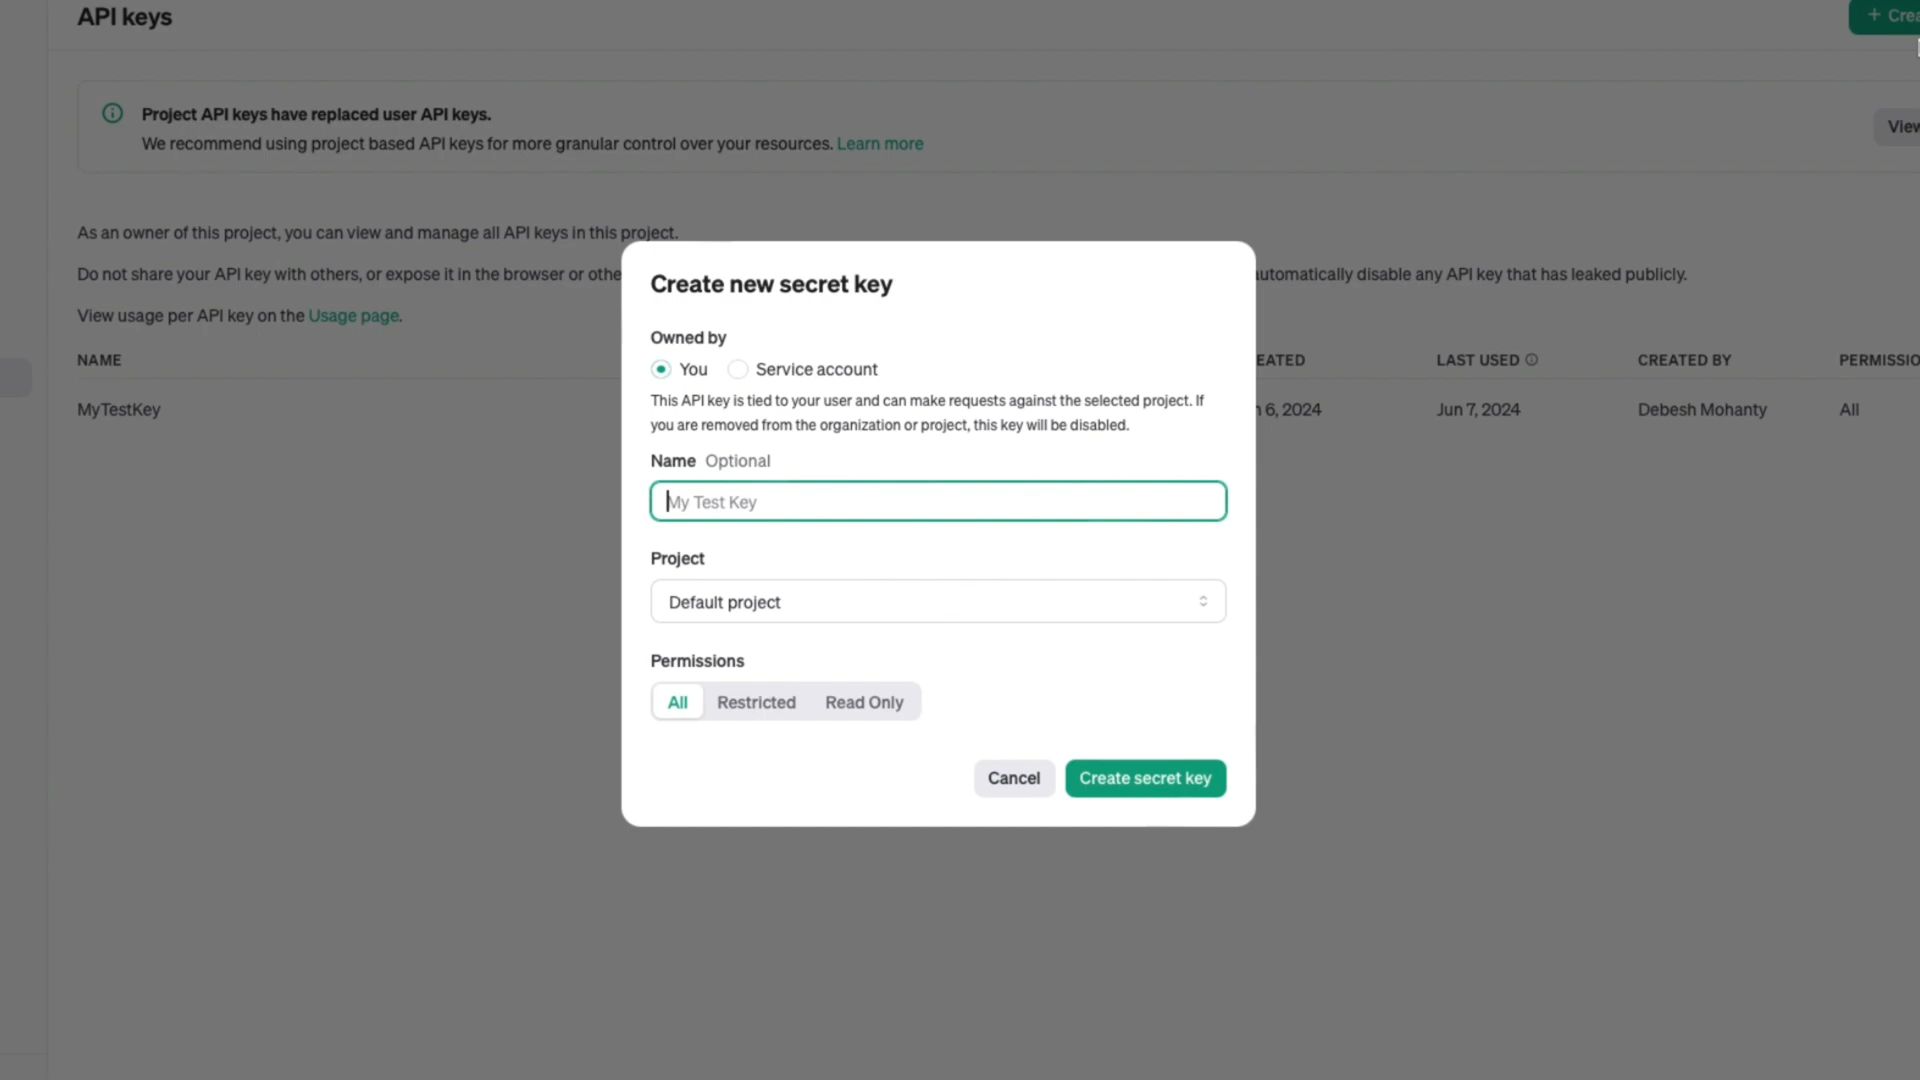 API keys
+ Crea
Project API keys have replaced user API keys.
We recommend using project based API keys for more granular control over your resources. Learn more
View
As an owner of this project, you can view and manage all API keys in this project.
Do not share your API key with others, or expose it in the browser or othe
utomatically disable any API key that has leaked publicly.
View usage per API key on the Usage page.
NAME
EATED
LAST USED
CREATED BY
PERMISSIO
MyTestKey
6, 2024
Jun 7, 2024
Debesh Mohanty
All
Create new secret key
Owned by
You
Service account
This API key is tied to your user and can make requests against the selected project. If
you are removed from the organization or project, this key will be disabled.
Name Optional
My Test Key
Project
Default project
Permissions
All
Restricted
Read Only
Cancel
Create secret key